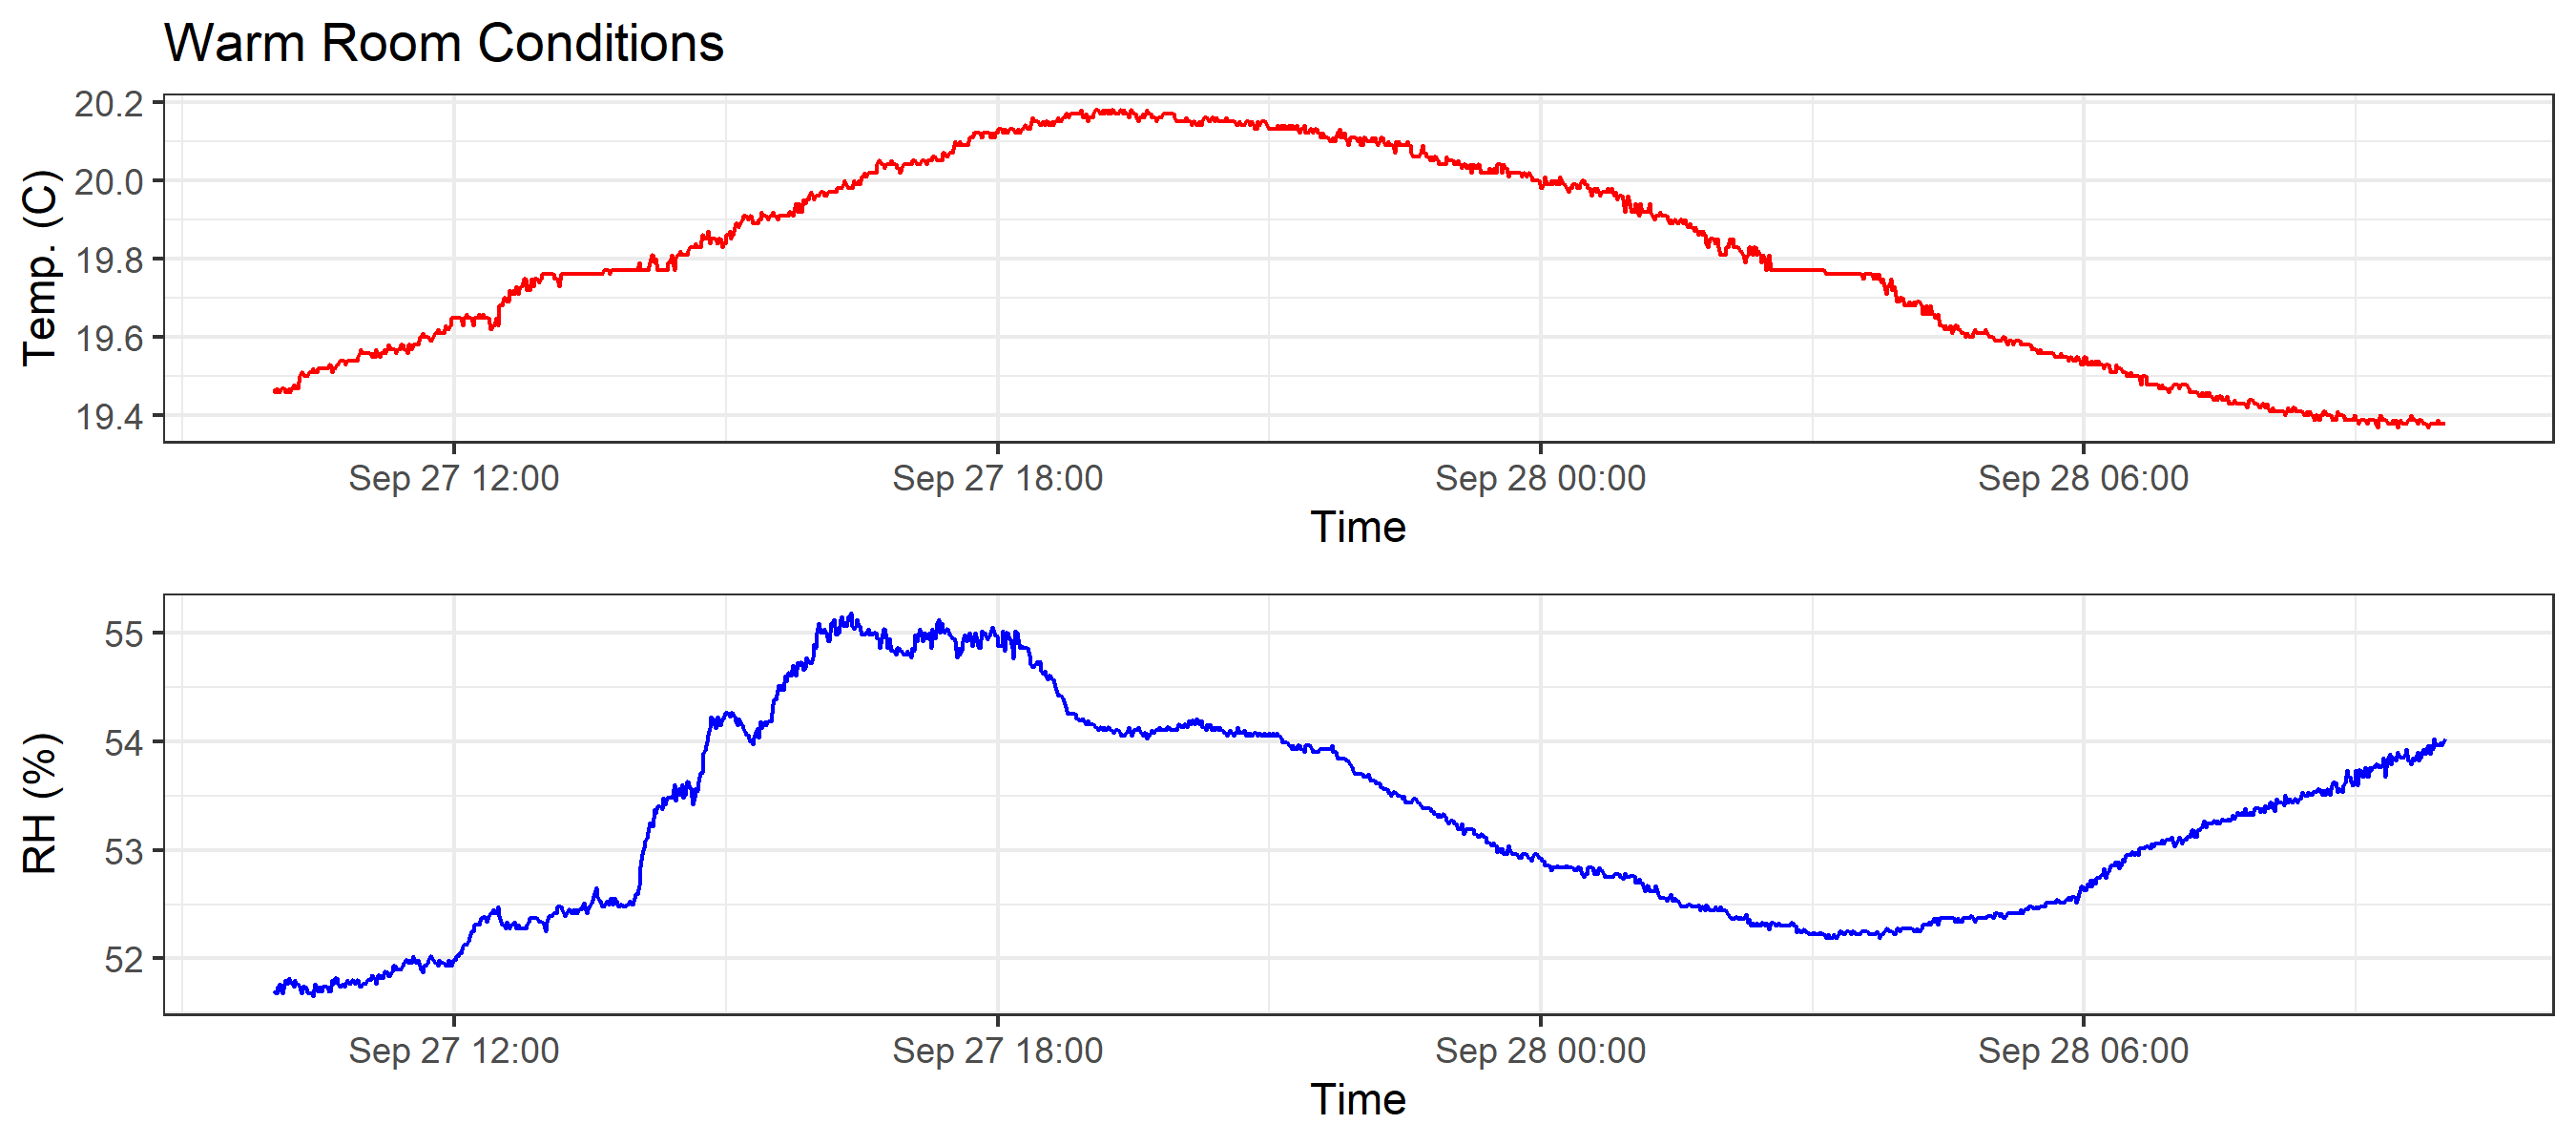 Warm Room Conditions
Temp. (C)
20.2
20.0
19.8
19.6
19.4
Sep 27 12:00 Sep 27 18:00 Sep 28 00:00 Sep 28 06:00
Time
RH (%)
55
54
53
52
Sep 27 12:00 Sep 27 18:00 Sep 28 00:00 Sep 28 06:00
Time